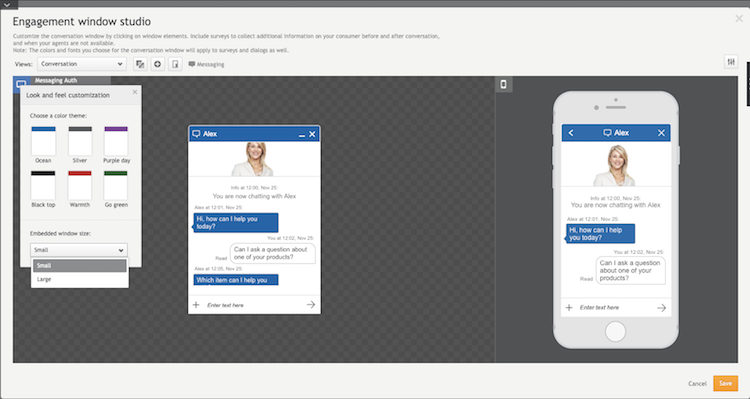 Engagement window studio
Customize the conversation window by clicking on window elements. Include surveys to collect additional information on your consumer before and after conversation,
and when your agents are not available.
Note: The colors and fonts you choose for the conversation window will apply to surveys and dialogs as well.
Views: Conversation Messaging
Messaging Auth
Look and feel customization
Choose a color theme:
Ocean Silver Purple day
Black top Warmth Go green
Embedded window size:
Small
Small
Large
Alex
Info at 12:00, Nov 25:
You are now chatting with Alex
Alex at 12:01, Nov 25:
Hi, how can I help you
today?
You at 12:02, Nov 25:
Can I ask a question about
one of your products?
Read
Alex at 12:05, Nov 25:
Which item can I help you
Enter text here
Alex
Info at 12:00, Nov 25:
You are now chatting with Alex
Alex at 12:01, Nov 25:
Hi, how can I help
you today?
You at 12:02, Nov 25:
Can I ask a question
about one of your
products?
Read
Enter text here
Cancel Save